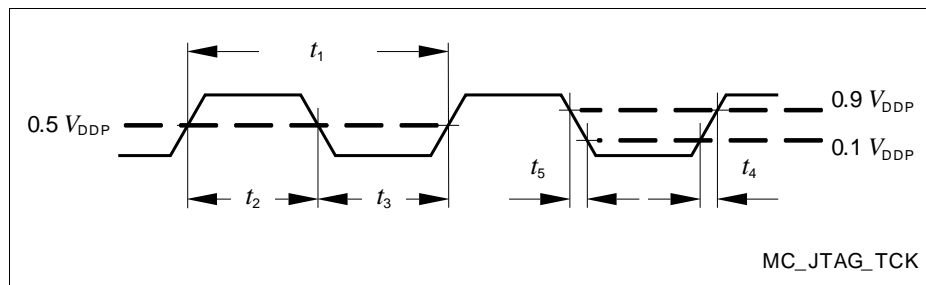 t1
0.5 VDDP
0.9 VDDP
0.1 VDDP
t5
t4
t2
t3
MC_JTAG_TCK